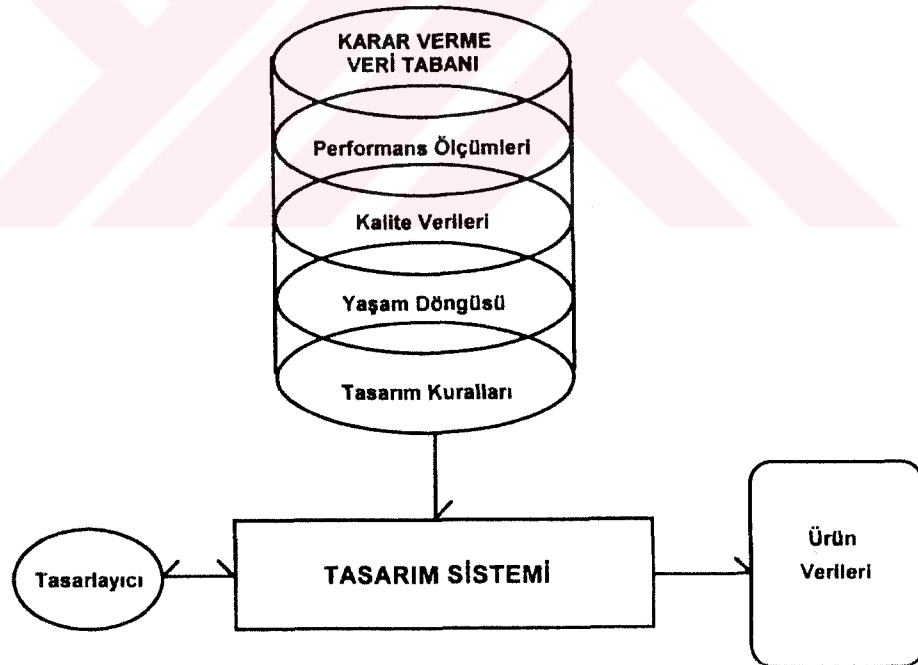 KARAR VERME
VERİ TABANI
Performans Ölçümleri
Kalite Verileri
Yaşam Döngüsü
Tasarım Kuralları
Tasarlayıcı
TASARIM SİSTEMİ
Ürün
Verileri